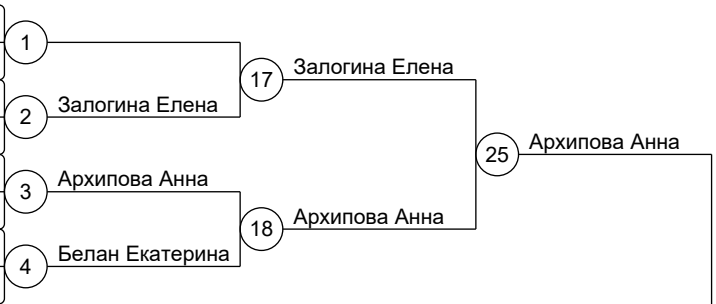 1
17
Залогина Елена
2
Залогина Елена
25
Архипова Анна
3
Архипова Анна
18
Архипова Анна
4
Белан Екатерина